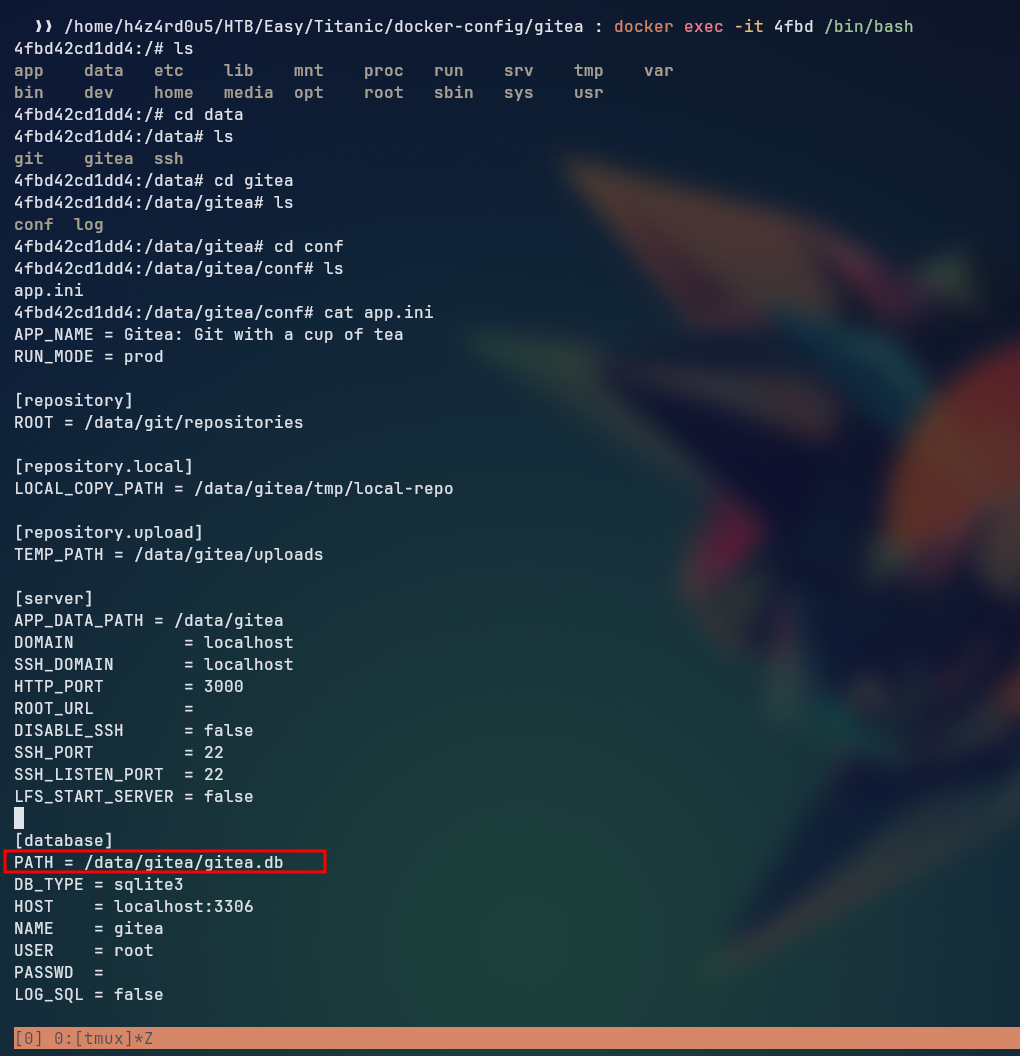 ❫❫ /home/h4z4rd0u5/HTB/Easy/Titanic/docker-config/gitea : docker exec -it 4fbd /bin/bash
4fbd42cd1dd4:/# ls
app    data   etc    lib    mnt    proc   run    srv    tmp    var
bin    dev    home   media  opt    root   sbin   sys    usr
4fbd42cd1dd4:/# cd data
4fbd42cd1dd4:/data# ls
git    gitea  ssh
4fbd42cd1dd4:/data# cd gitea
4fbd42cd1dd4:/data/gitea# ls
conf  log
4fbd42cd1dd4:/data/gitea# cd conf
4fbd42cd1dd4:/data/gitea/conf# ls
app.ini
4fbd42cd1dd4:/data/gitea/conf# cat app.ini
APP_NAME = Gitea: Git with a cup of tea
RUN_MODE = prod
[repository]
ROOT = /data/git/repositories
[repository.local]
LOCAL_COPY_PATH = /data/gitea/tmp/local-repo
[repository.upload]
TEMP_PATH = /data/gitea/uploads
[server]
APP_DATA_PATH = /data/gitea
DOMAIN           = localhost
SSH_DOMAIN       = localhost
HTTP_PORT        = 3000
ROOT_URL         =
DISABLE_SSH      = false
SSH_PORT         = 22
SSH_LISTEN_PORT  = 22
LFS_START_SERVER = false
[database]
PATH = /data/gitea/gitea.db
DB_TYPE = sqlite3
HOST    = localhost:3306
NAME    = gitea
USER    = root
PASSWD  =
LOG_SQL = false
[0] 0:[tmux]*Z